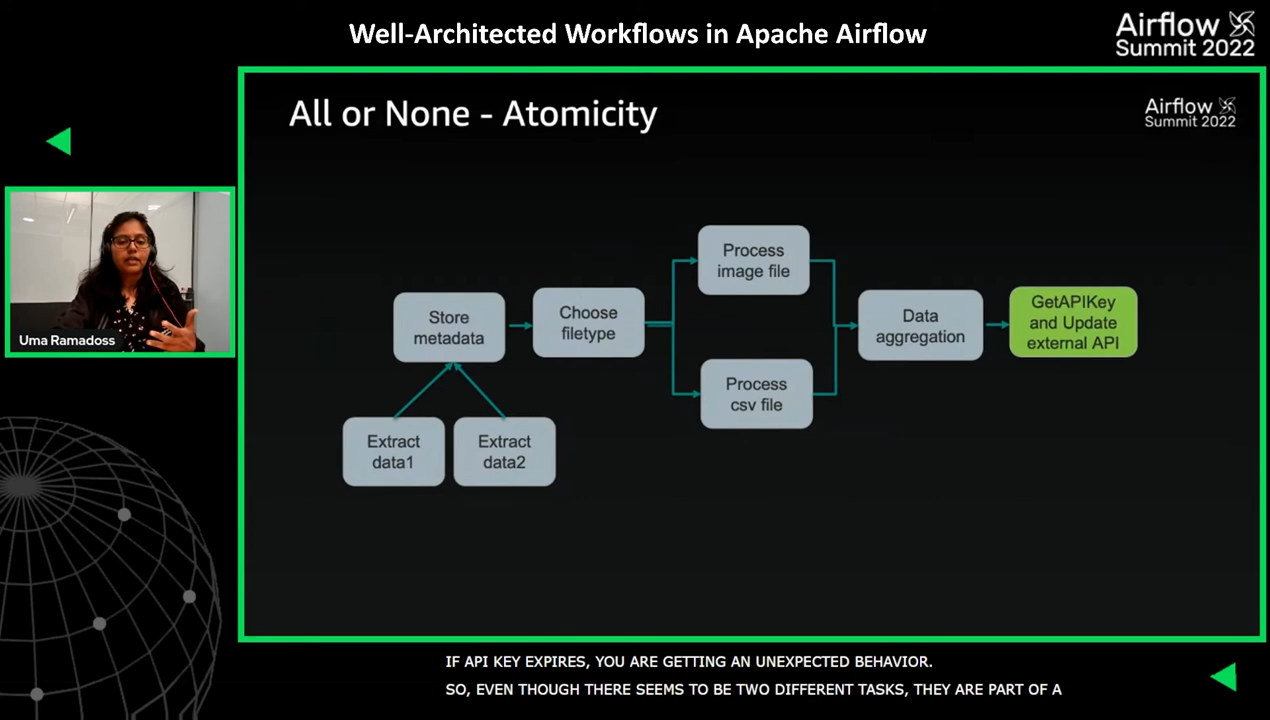 Well-Architected Workflows in Apache Airflow
Airflow
Summit 2022
All or None - Atomicity
Airflow
Summit 2022
Uma Ramadoss
Extract
data1
Extract
data2
Store
metadata
Choose
filetype
Process
image file
Process
csv file
Data
aggregation
GetAPIKey
and Update
external API
IF API KEY EXPIRES, YOU ARE GETTING AN UNEXPECTED BEHAVIOR.
SO, EVEN THOUGH THERE SEEMS TO BE TWO DIFFERENT TASKS, THEY ARE PART OF A